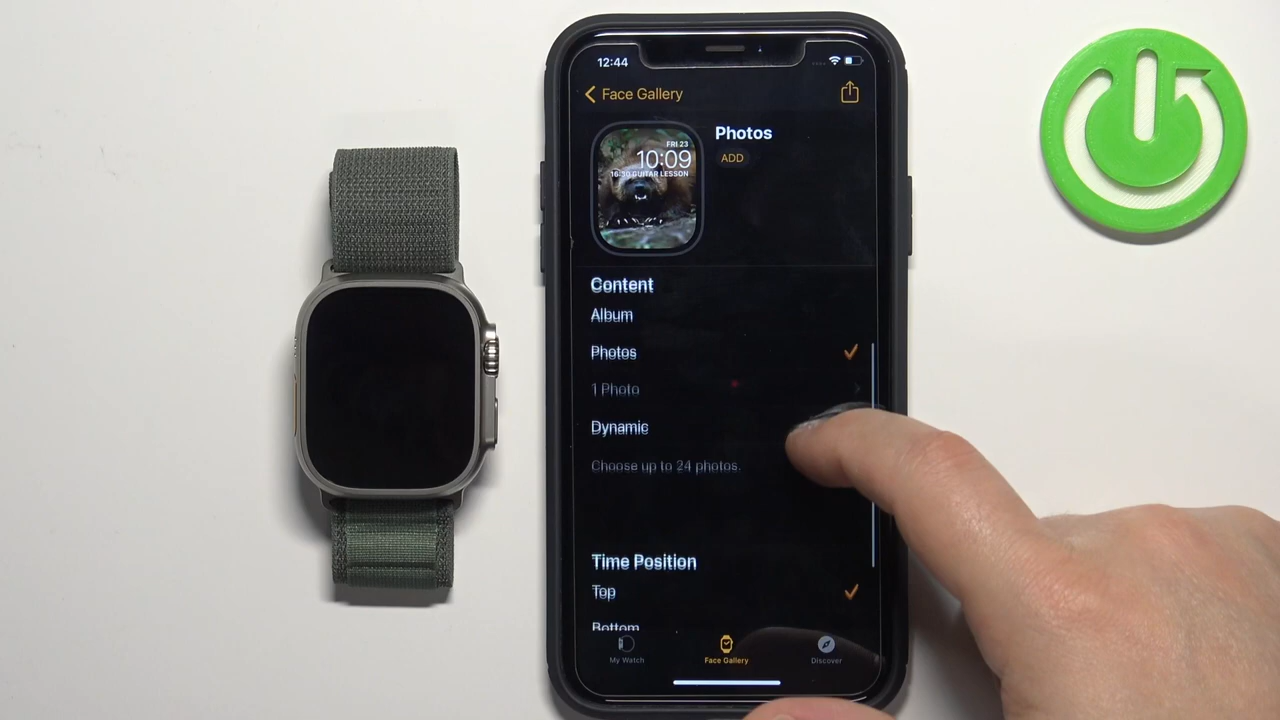 12:44
Face Gallery
Photos
ADD
FRI 23
10:09
16:30 GUITAR LESSON
Content
Album
Photos
1 Photo
Dynamic
Choose up to 24 photos.
Time Position
Top
Bottom
My Watch
Face Gallery
Discover